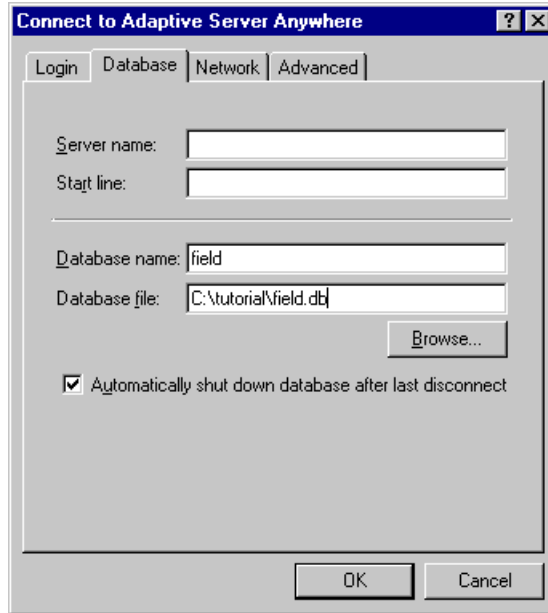 Connect to Adaptive Server Anywhere
Login Database Network Advanced
Server name:
Start line:
Database name: field
Database file: C:\tutorial\field.db
Browse...
Automatically shut down database after last disconnect
OK Cancel